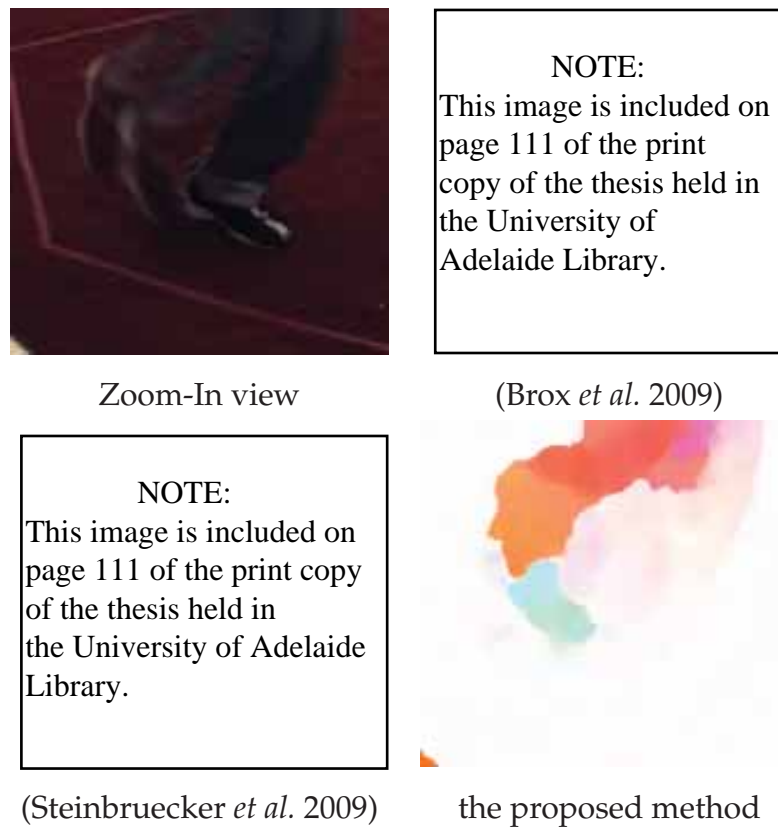 NOTE:
This image is included on
page 111 of the print
copy of the thesis held in
the University of
Adelaide Library.
Zoom-In view
(Brox et al. 2009)
NOTE:
This image is included on
page 111 of the print copy
of the thesis held in
the University of Adelaide
Library.
(Steinbruecker et al. 2009)
the proposed method